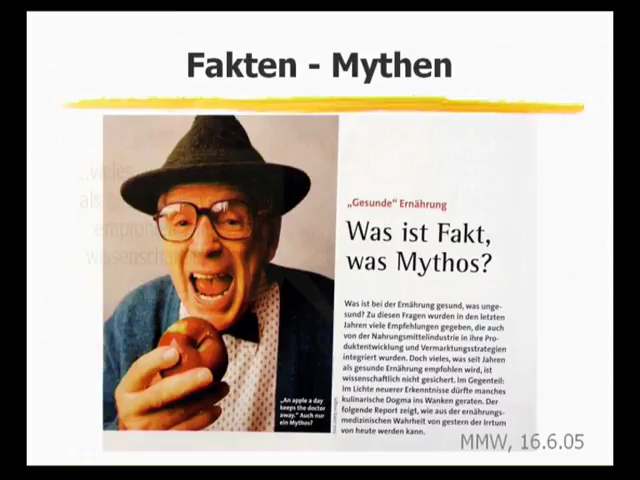 Fakten - Mythen
„Gesunde“ Ernährung
Was ist Fakt,
was Mythos?
Was ist bei der Ernährung gesund, was unge-
sund? Zu diesen Fragen wurden in den letzten
Jahren viele Empfehlungen gegeben, die auch
von der Nahrungsmittelindustrie in ihre Pro-
duktentwicklung und Vermarktungsstrategien
integriert wurden. Doch vieles, was seit Jahren
als gesunde Ernährung empfohlen wird, ist
wissenschaftlich nicht gesichert. Im Gegenteil:
Im Lichte neuerer Erkenntnisse dürfte manches
kulinarische Dogma ins Wanken geraten. Der
folgende Report zeigt, wie aus der ernährungs-
medizinischen Wahrheit von gestern der Irrtum
von heute werden kann.
„An apple a day
keeps the doctor
away.“ Auch nur
ein Mythos?
MMW, 16.6.05